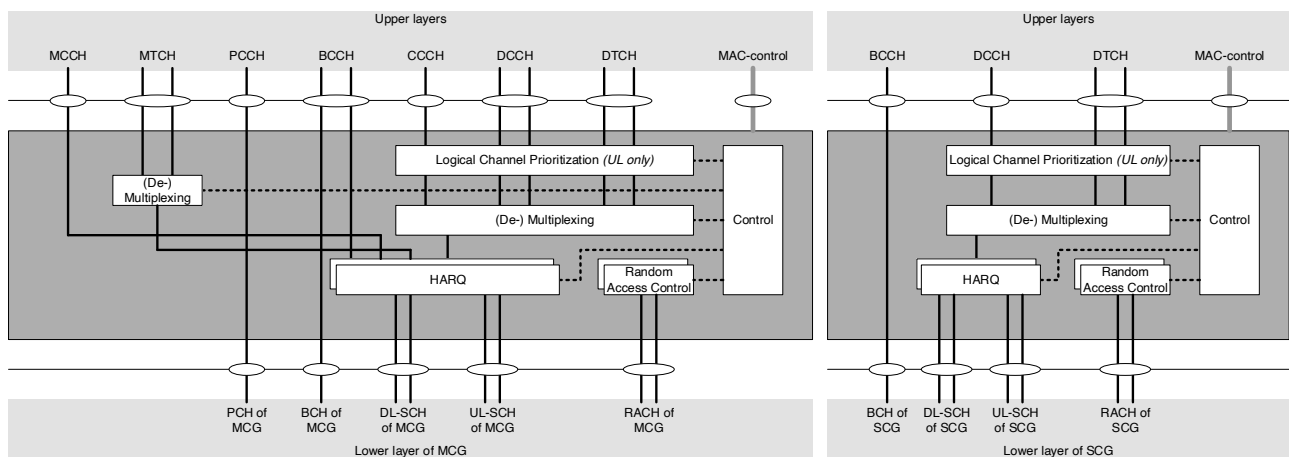 Upper layers
Upper layers
MCCH MTCH PCCH BCCH CCCH DCCH DTCH MAC-control
BCCH DCCH DTCH MAC-control
Logical Channel Prioritization (UL only)
(De-)
Multiplexing
(De-) Multiplexing
Control
HARQ
Random
Access Control
Logical Channel Prioritization (UL only)
(De-) Multiplexing
Control
HARQ
Random
Access Control
PCH of
MCG
BCH of
MCG
DL-SCH
of MCG
UL-SCH
of MCG
RACH of
MCG
Lower layer of MCG
BCH of
SCG
DL-SCH
of SCG
UL-SCH
of SCG
RACH of
SCG
Lower layer of SCG